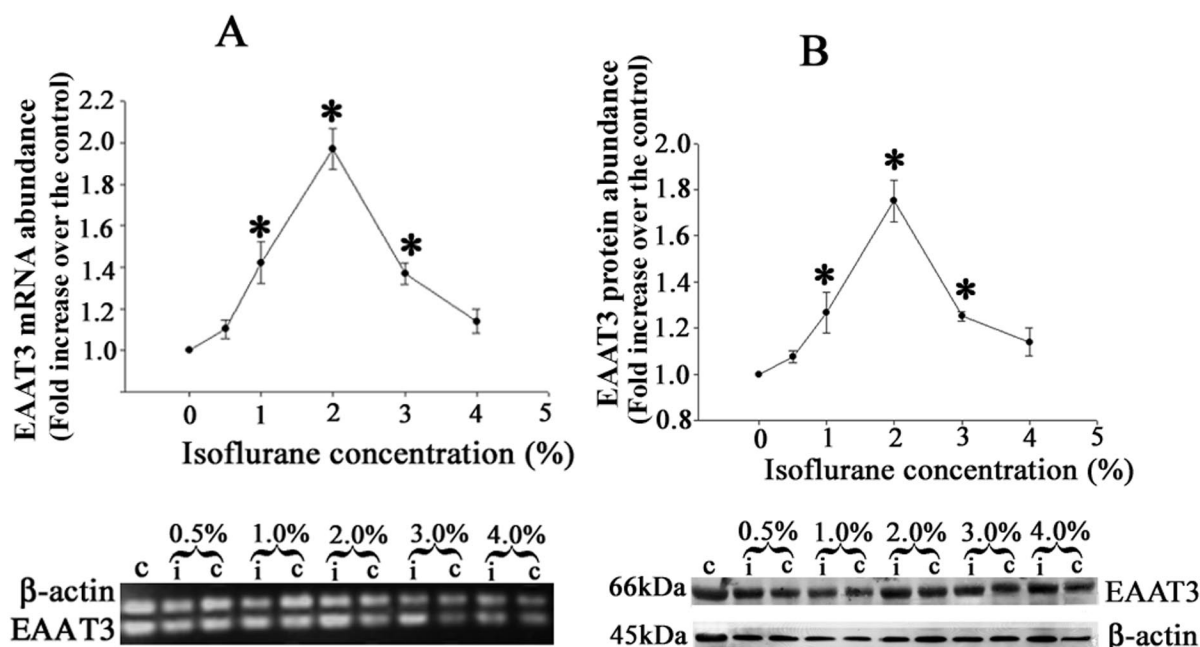 A
EAAT3 mRNA abundance
(Fold increase over the control)
2.2
2.0
1.8
1.6
1.4
1.2
1.0
* * *
0 1 2 3 4 5
Isoflurane concentration (%)
0.5% 1.0% 2.0% 3.0% 4.0%
c i c i c i c i c i c
β-actin
EAAT3
B
EAAT3 protein abundance
(Fold increase over the control)
2.0
1.8
1.6
1.4
1.2
1.0
0.8
* * *
0 1 2 3 4 5
Isoflurane concentration (%)
0.5% 1.0% 2.0% 3.0% 4.0%
c i c i c i c i c i c
66kDa EAAT3
45kDa β-actin